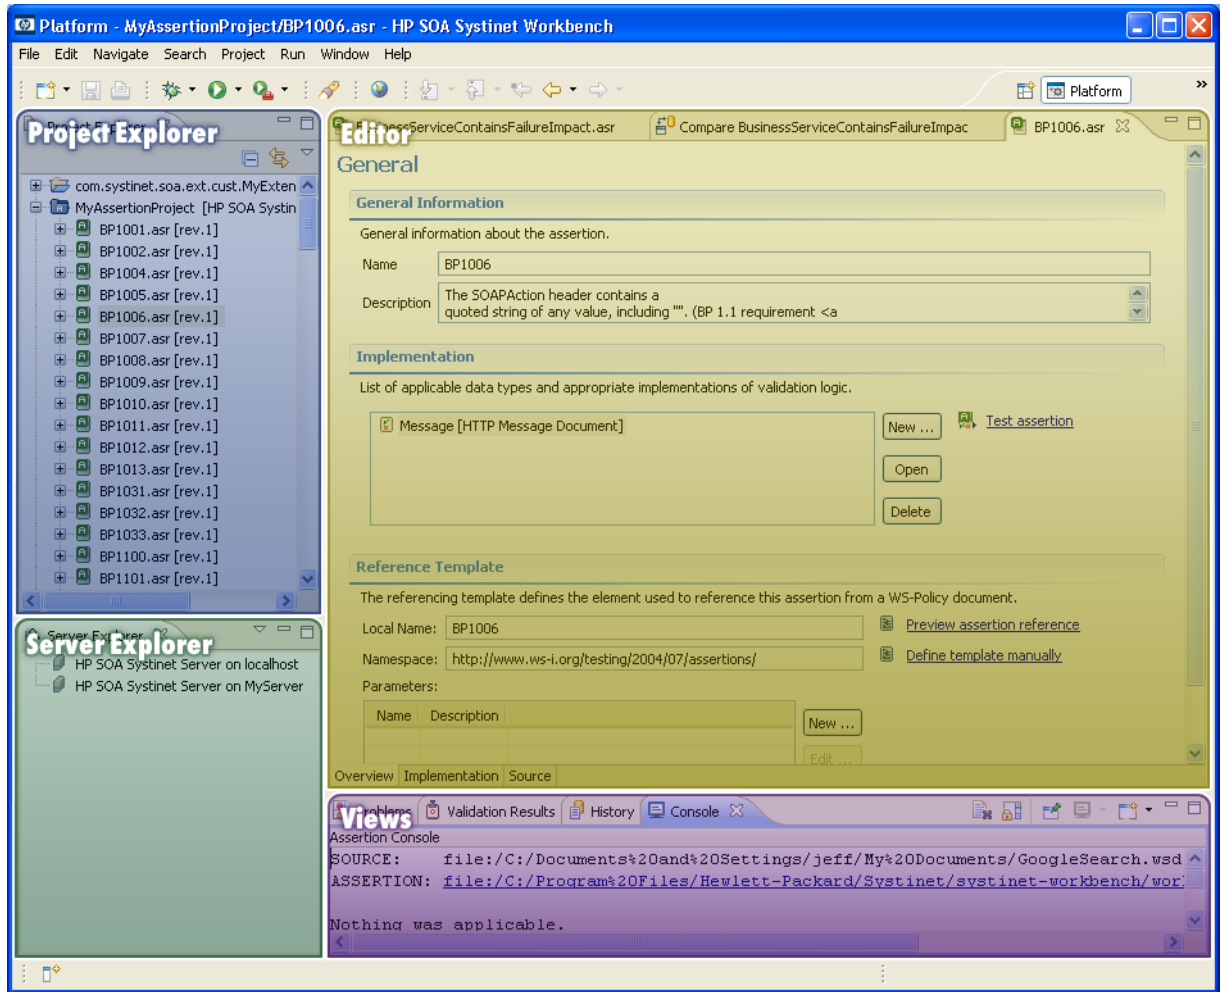 Platform - MyAssertionProject/BP1006.asr - HP SOA Systinet Workbench
File Edit Navigate Search Project Run Window Help
Platform
»
Project Explorer
com.systinet.soa.ext.cust.MyExten
MyAssertionProject [HP SOA Systin
BP1001.asr [rev.1]
BP1002.asr [rev.1]
BP1004.asr [rev.1]
BP1005.asr [rev.1]
BP1006.asr [rev.1]
BP1007.asr [rev.1]
BP1008.asr [rev.1]
BP1009.asr [rev.1]
BP1010.asr [rev.1]
BP1011.asr [rev.1]
BP1012.asr [rev.1]
BP1013.asr [rev.1]
BP1031.asr [rev.1]
BP1032.asr [rev.1]
BP1033.asr [rev.1]
BP1100.asr [rev.1]
BP1101.asr [rev.1]
Server Explorer
HP SOA Systinet Server on localhost
HP SOA Systinet Server on MyServer
Editor
Compare BusinessServiceContainsFailureImpac
BP1006.asr
General
General Information
General information about the assertion.
Name BP1006
Description The SOAPAction header contains a
quoted string of any value, including "". (BP 1.1 requirement <a
Implementation
List of applicable data types and appropriate implementations of validation logic.
Message [HTTP Message Document]
New ...
Test assertion
Open
Delete
Reference Template
The referencing template defines the element used to reference this assertion from a WS-Policy document.
Local Name: BP1006
Preview assertion reference
Namespace: http://www.ws-i.org/testing/2004/07/assertions/
Define template manually
Parameters:
Name Description
New ...
Edit ...
Overview Implementation Source
Views
Validation Results History Console
Assertion Console
SOURCE: file:/C:/Documents%20and%20Settings/jeff/My%20Documents/GoogleSearch.wsd
ASSERTION: file:/C:/Program%20Files/Hewlett-Packard/Systinet/systinet-workbench/wor
Nothing was applicable.